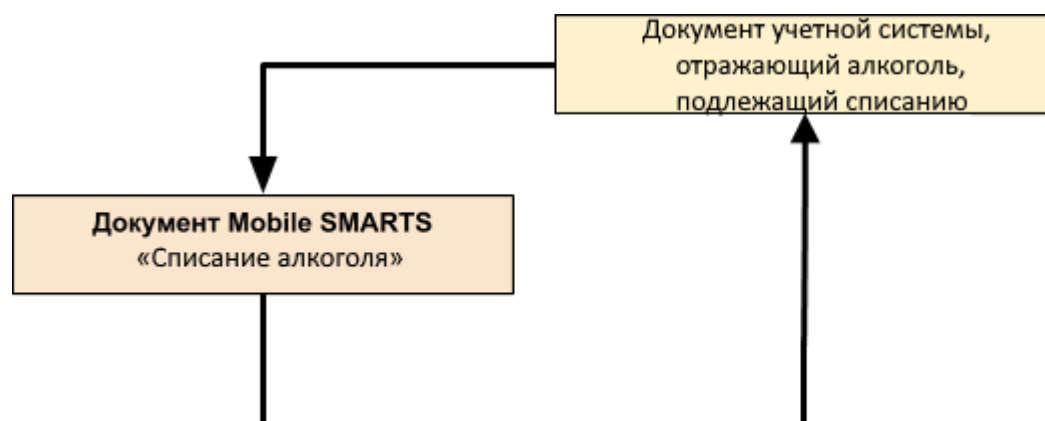 Документ учетной системы,
отражающий алкоголь,
подлежащий списанию
Документ Mobile SMARTS
«Списание алкоголя»